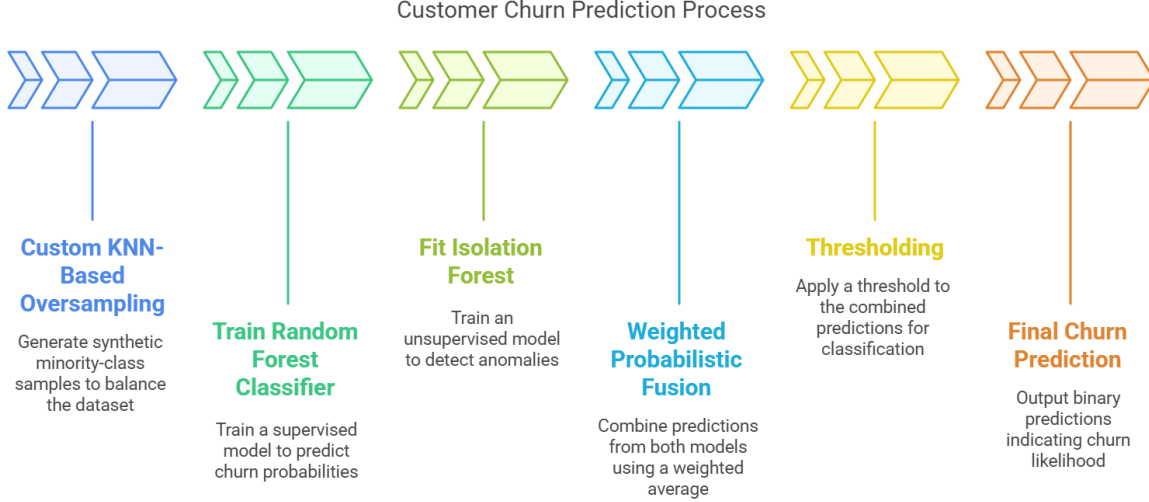 Customer Churn Prediction Process
Custom KNN-
Based
Oversampling
Generate synthetic
minority-class
samples to balance
the dataset
Train Random
Forest
Classifier
Train a supervised
model to predict
churn probabilities
Fit Isolation
Forest
Train an
unsupervised model
to detect anomalies
Weighted
Probabilistic
Fusion
Combine predictions
from both models
using a weighted
average
Thresholding
Apply a threshold to
the combined
predictions for
classification
Final Churn
Prediction
Output binary
predictions
indicating churn
likelihood